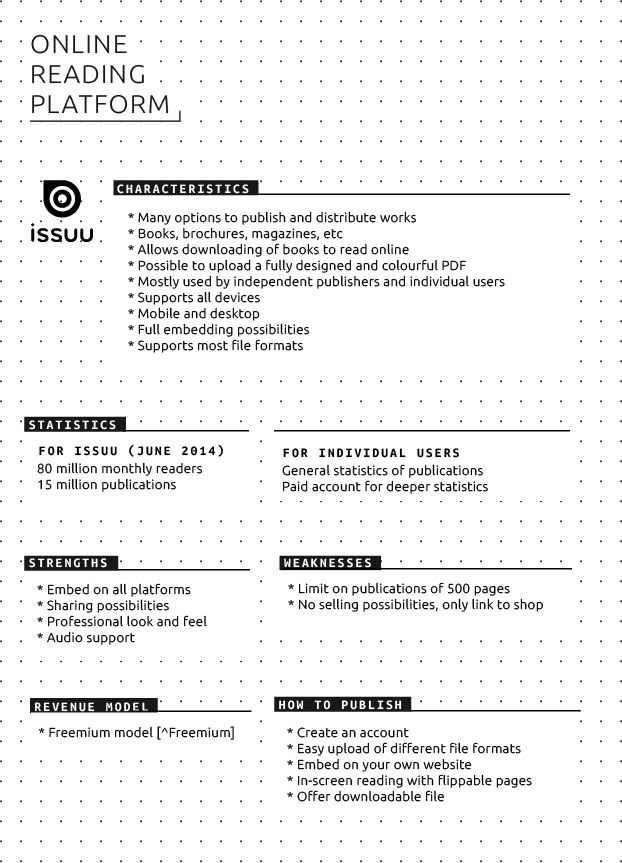 ONLINE
READING
PLATFORM
issuu
CHARACTERISTICS
* Many options to publish and distribute works
* Books, brochures, magazines, etc
* Allows downloading of books to read online
* Possible to upload a fully designed and colourful PDF
* Mostly used by independent publishers and individual users
* Supports all devices
* Mobile and desktop
* Full embedding possibilities
* Supports most file formats
STATISTICS
FOR ISSUU (JUNE 2014)
80 million monthly readers
15 million publications
FOR INDIVIDUAL USERS
General statistics of publications
Paid account for deeper statistics
STRENGTHS
* Embed on all platforms
* Sharing possibilities
* Professional look and feel
* Audio support
WEAKNESSES
* Limit on publications of 500 pages
* No selling possibilities, only link to shop
REVENUE MODEL
* Freemium model [^Freemium]
HOW TO PUBLISH
* Create an account
* Easy upload of different file formats
* Embed on your own website
* In-screen reading with flippable pages
* Offer downloadable file